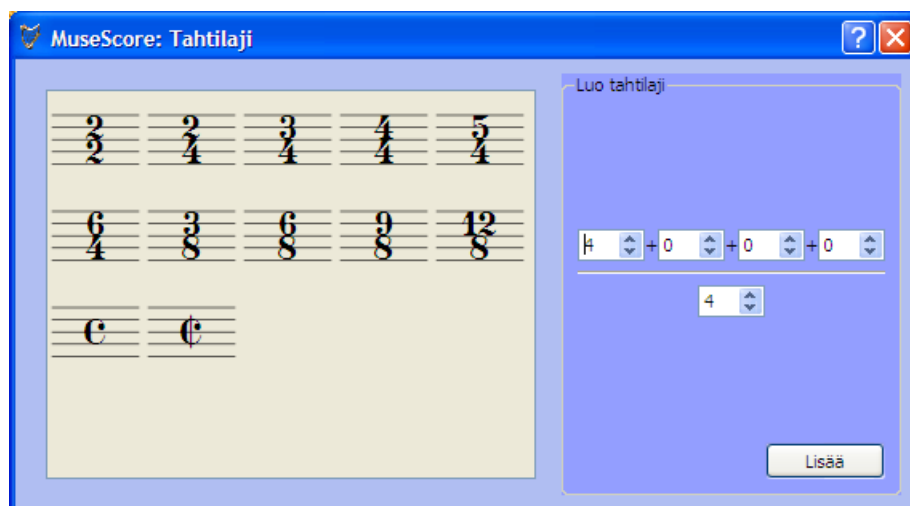 MuseScore: Tahtilaji
Luo tahtilaji
2 2 3 4 5
2 4 4 4 4
6 3 6 9 12
4 8 8 8 8
4 + 0 + 0 + 0
4
Lisää